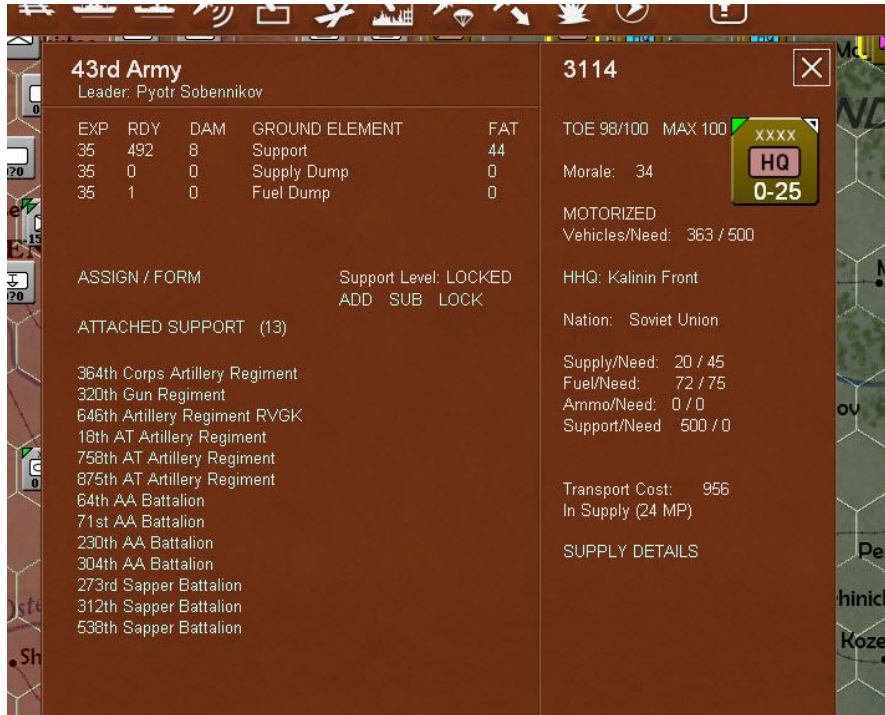 43rd Army
Leader: Pyotr Sobennikov
EXP RDY DAM GROUND ELEMENT FAT
35 492 8 Support 44
35 0 0 Supply Dump 0
35 1 0 Fuel Dump 0
ASSIGN / FORM Support Level: LOCKED
ADD SUB LOCK
ATTACHED SUPPORT (13)
364th Corps Artillery Regiment
320th Gun Regiment
646th Artillery Regiment RVGK
18th AT Artillery Regiment
758th AT Artillery Regiment
875th AT Artillery Regiment
64th AA Battalion
71st AA Battalion
230th AA Battalion
304th AA Battalion
273rd Sapper Battalion
312th Sapper Battalion
538th Sapper Battalion
3114
X
TOE 98/100 MAX 100
XXXX
HQ
0-25
Morale: 34
MOTORIZED
Vehicles/Need: 363 / 500
HHQ: Kalinin Front
Nation: Soviet Union
Supply/Need: 20 / 45
Fuel/Need: 72 / 75
Ammo/Need: 0 / 0
Support/Need 500 / 0
Transport Cost: 956
In Supply (24 MP)
SUPPLY DETAILS